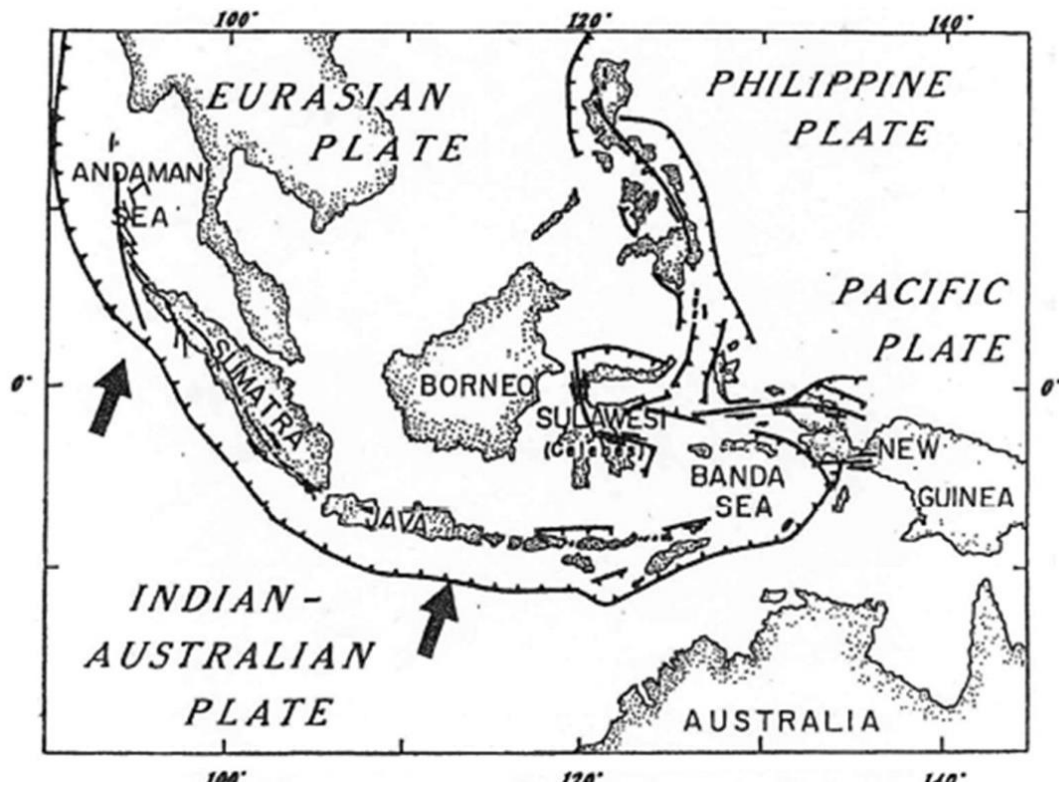 100° 120° 140°
EURASIAN
PLATE
PHILIPPINE
PLATE
ANDAMAN
SEA
PACIFIC
PLATE
0° 0°
SUMATRA
BORNEO
SULAWESI
(Celebes)
BANDA
SEA
NEW
GUINEA
JAVA
INDIAN-
AUSTRALIAN
PLATE
AUSTRALIA
100° 120° 140°